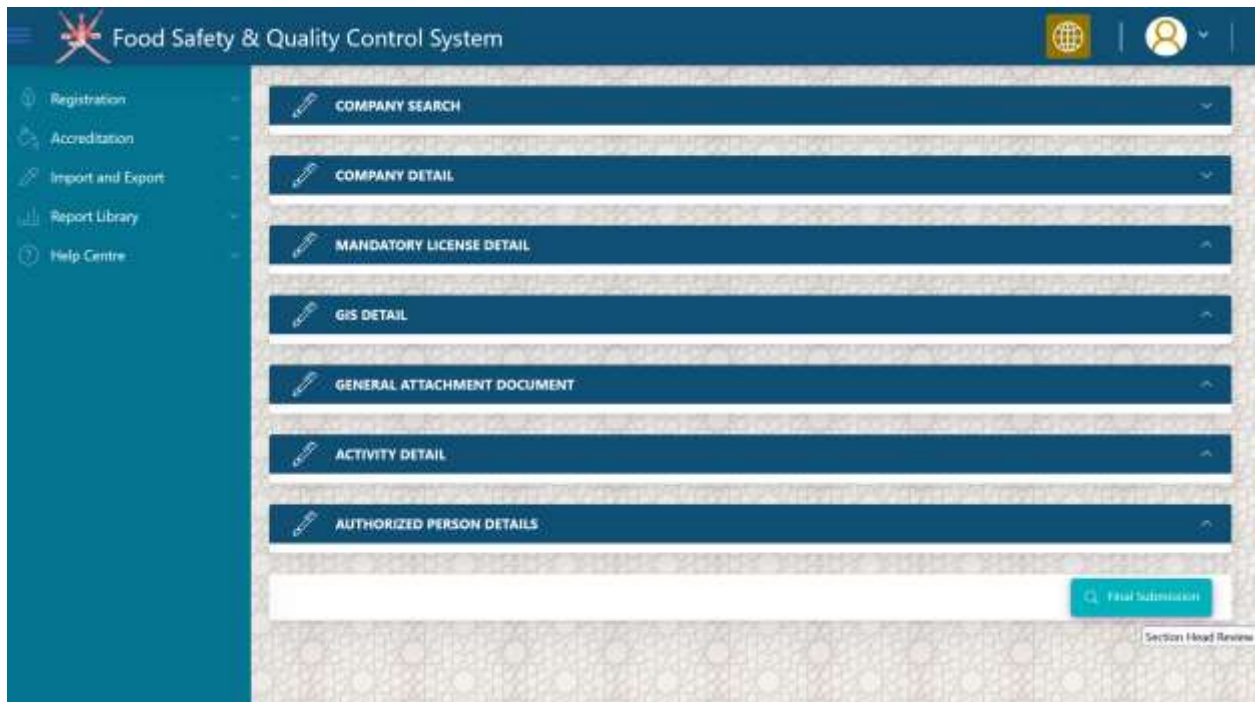 Food Safety & Quality Control System
Registration
Accreditation
Import and Export
Report Library
Help Centre
COMPANY SEARCH
COMPANY DETAIL
MANDATORY LICENSE DETAIL
GIS DETAIL
GENERAL ATTACHMENT DOCUMENT
ACTIVITY DETAIL
AUTHORIZED PERSON DETAILS
Final Submission
Section Head Review